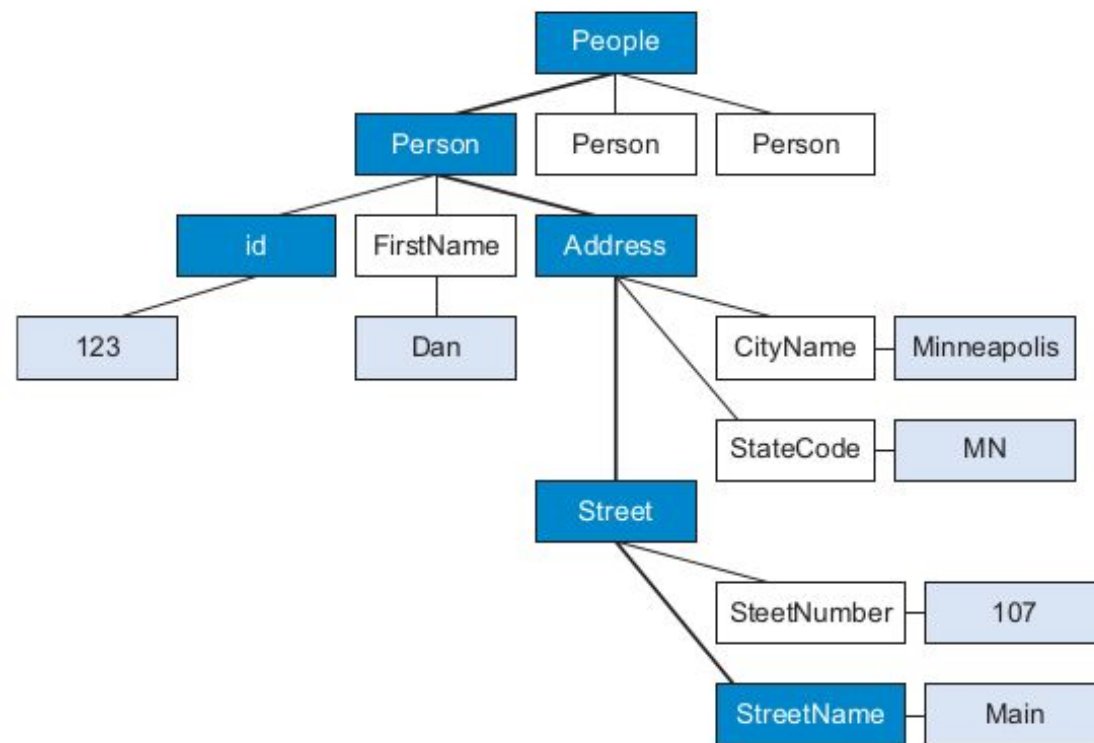 People
Person
Person
Person
id
FirstName
Address
123
Dan
CityName
Minneapolis
StateCode
MN
Street
SteetNumber
107
StreetName
Main